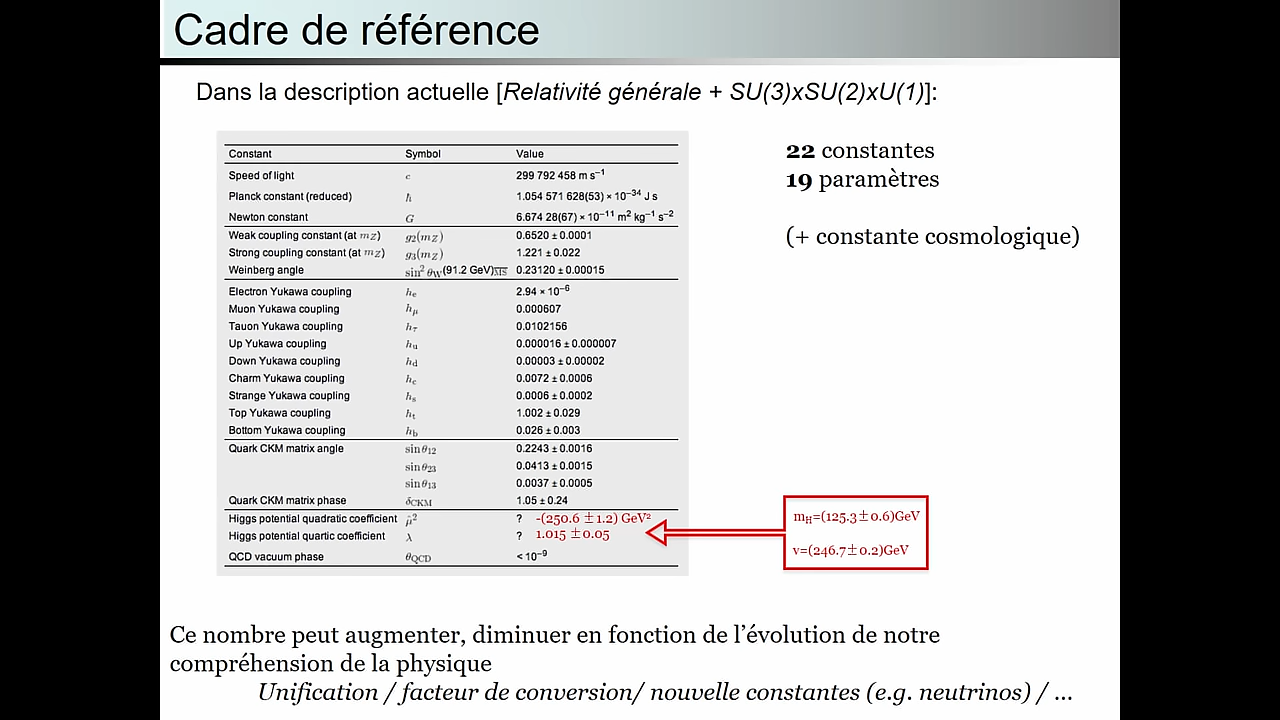 Cadre de référence
Dans la description actuelle [Relativité générale + SU(3)xSU(2)xU(1)]:
22 constantes
19 paramètres
(+ constante cosmologique)
Constant Symbol Value
Speed of light c 299 792 458 m s⁻¹
Planck constant (reduced) ℏ 1.054 571 628(53) × 10⁻³⁴ J s
Newton constant G 6.674 28(67) × 10⁻¹¹ m² kg⁻¹ s⁻²
Weak coupling constant (at m_Z) g₂(m_Z) 0.6520 ± 0.0001
Strong coupling constant (at m_Z) g₃(m_Z) 1.221 ± 0.022
Weinberg angle sin² θ_W (91.2 GeV)_MS 0.23120 ± 0.00015
Electron Yukawa coupling h_e 2.94 × 10⁻⁶
Muon Yukawa coupling h_μ 0.000607
Tauon Yukawa coupling h_τ 0.0102156
Up Yukawa coupling h_u 0.000016 ± 0.000007
Down Yukawa coupling h_d 0.00003 ± 0.00002
Charm Yukawa coupling h_c 0.0072 ± 0.0006
Strange Yukawa coupling h_s 0.0006 ± 0.0002
Top Yukawa coupling h_t 1.002 ± 0.029
Bottom Yukawa coupling h_b 0.026 ± 0.003
Quark CKM matrix angle sin θ₁₂ 0.2243 ± 0.0016
sin θ₂₃ 0.0413 ± 0.0015
sin θ₁₃ 0.0037 ± 0.0005
Quark CKM matrix phase δ_CKM 1.05 ± 0.24
Higgs potential quadratic coefficient μ̂² ? -(250.6 ±1.2) GeV²
Higgs potential quartic coefficient λ ? 1.015 ±0.05
QCD vacuum phase θ_QCD < 10⁻⁹
m_H=(125.3±0.6)GeV
v=(246.7±0.2)GeV
Ce nombre peut augmenter, diminuer en fonction de l’évolution de notre
compréhension de la physique
Unification / facteur de conversion/ nouvelle constantes (e.g. neutrinos) / ...